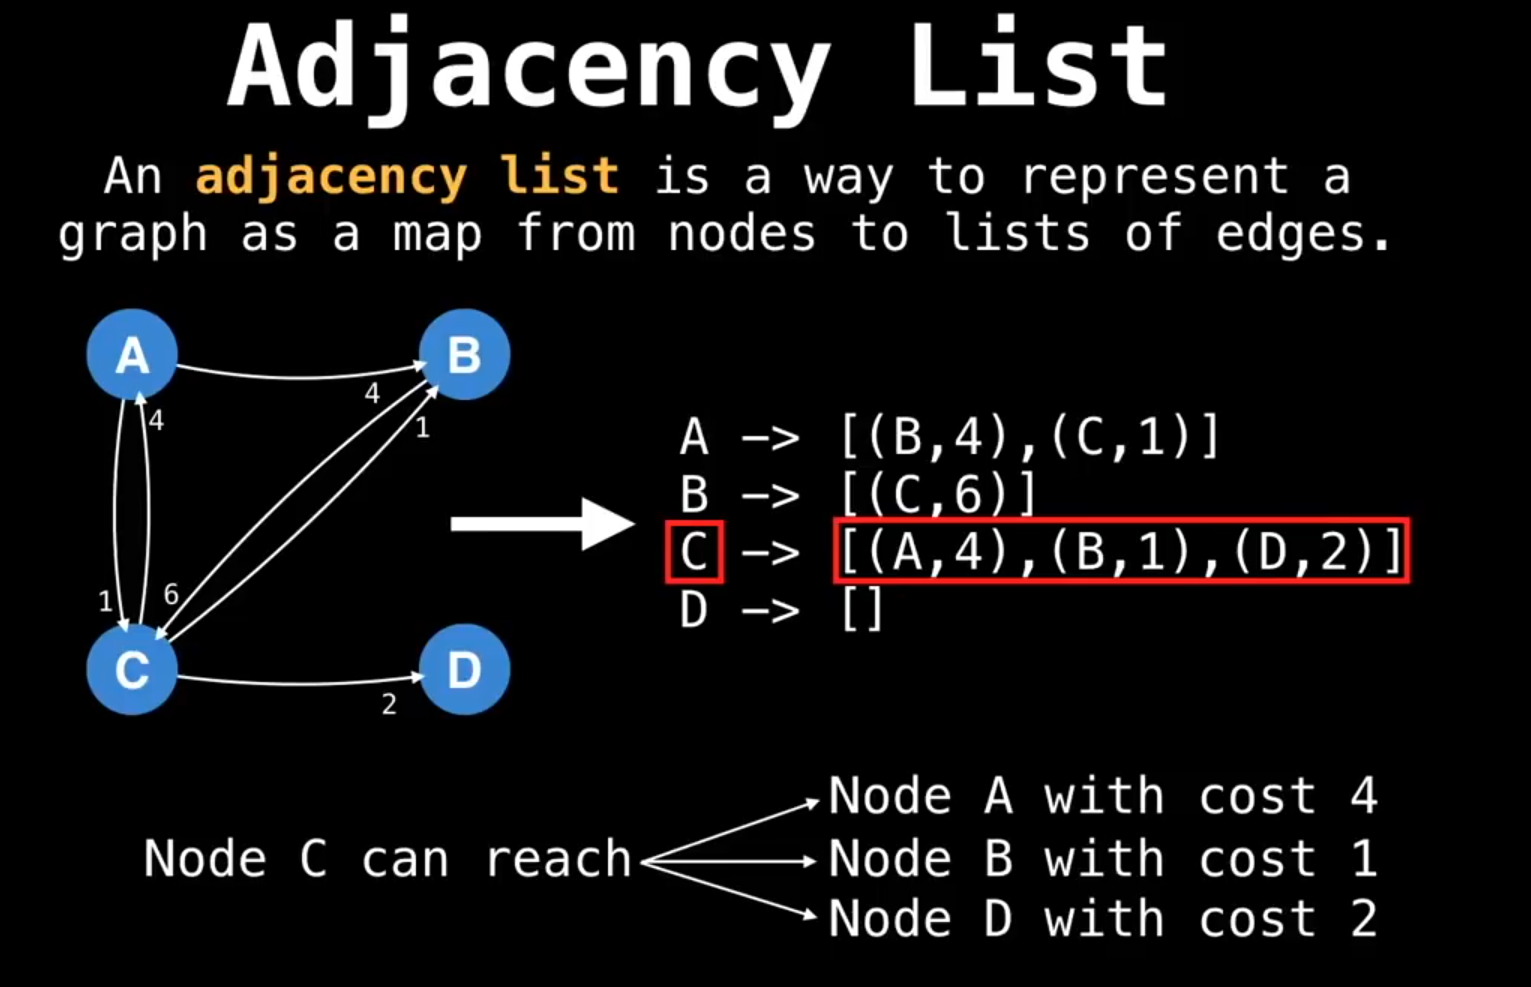 Adjacency List
An adjacency list is a way to represent a
graph as a map from nodes to lists of edges.
A
B
4
4
1
1
6
C
D
2
A -> [(B,4),(C,1)]
B -> [(C,6)]
C -> [(A,4),(B,1),(D,2)]
D -> []
Node C can reach
Node A with cost 4
Node B with cost 1
Node D with cost 2